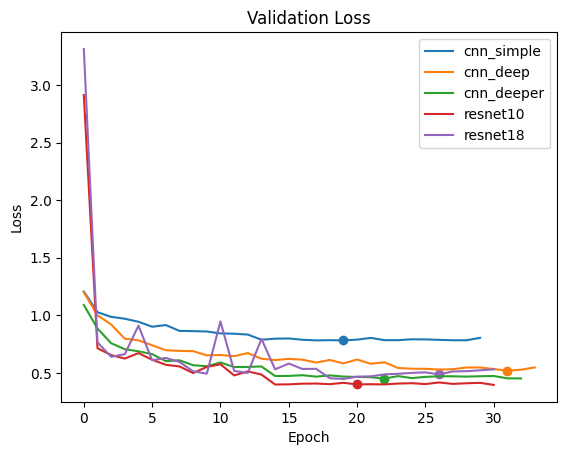 Validation Loss
cnn_simple
cnn_deep
cnn_deeper
resnet10
resnet18
3.0
2.5
2.0
1.5
1.0
0.5
Loss
0 5 10 15 20 25 30
Epoch